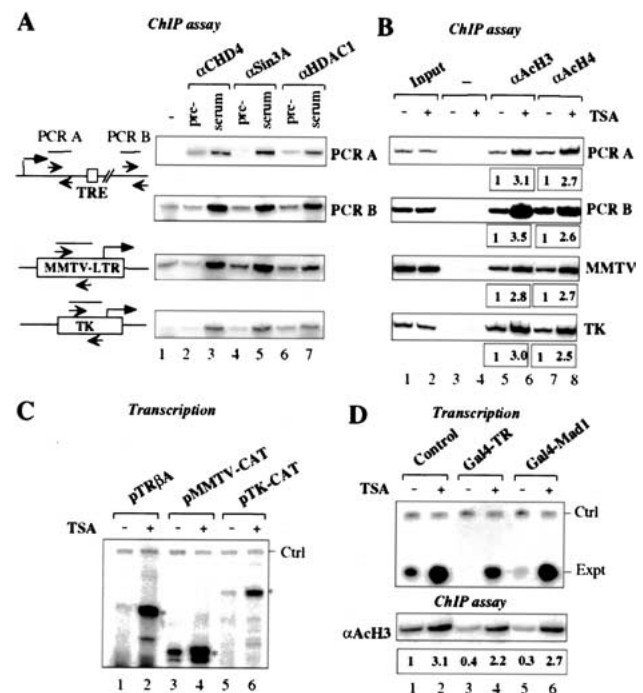 A
ChIP assay
αCHD4 αSin3A αHDAC1
- pre- serum pre- serum pre- serum
PCR A PCR B
TRE
PCR A
PCR B
MMTV-LTR
TK
1 2 3 4 5 6 7
B
ChIP assay
Input – αAcH3 αAcH4
- + - + - + - + TSA
PCR A
1 3.1 1 2.7
PCR B
1 3.5 1 2.6
MMTV
1 2.8 1 2.7
TK
1 3.0 1 2.5
1 2 3 4 5 6 7 8
C
Transcription
pTRβA pMMTV-CAT pTK-CAT
TSA - + - + - +
Ctrl
1 2 3 4 5 6
D
Transcription
Control Gal4-TR Gal4-Mad1
TSA - + - + - +
Ctrl
Expt
ChIP assay
αAcH3
1 3.1 0.4 2.2 0.3 2.7
1 2 3 4 5 6